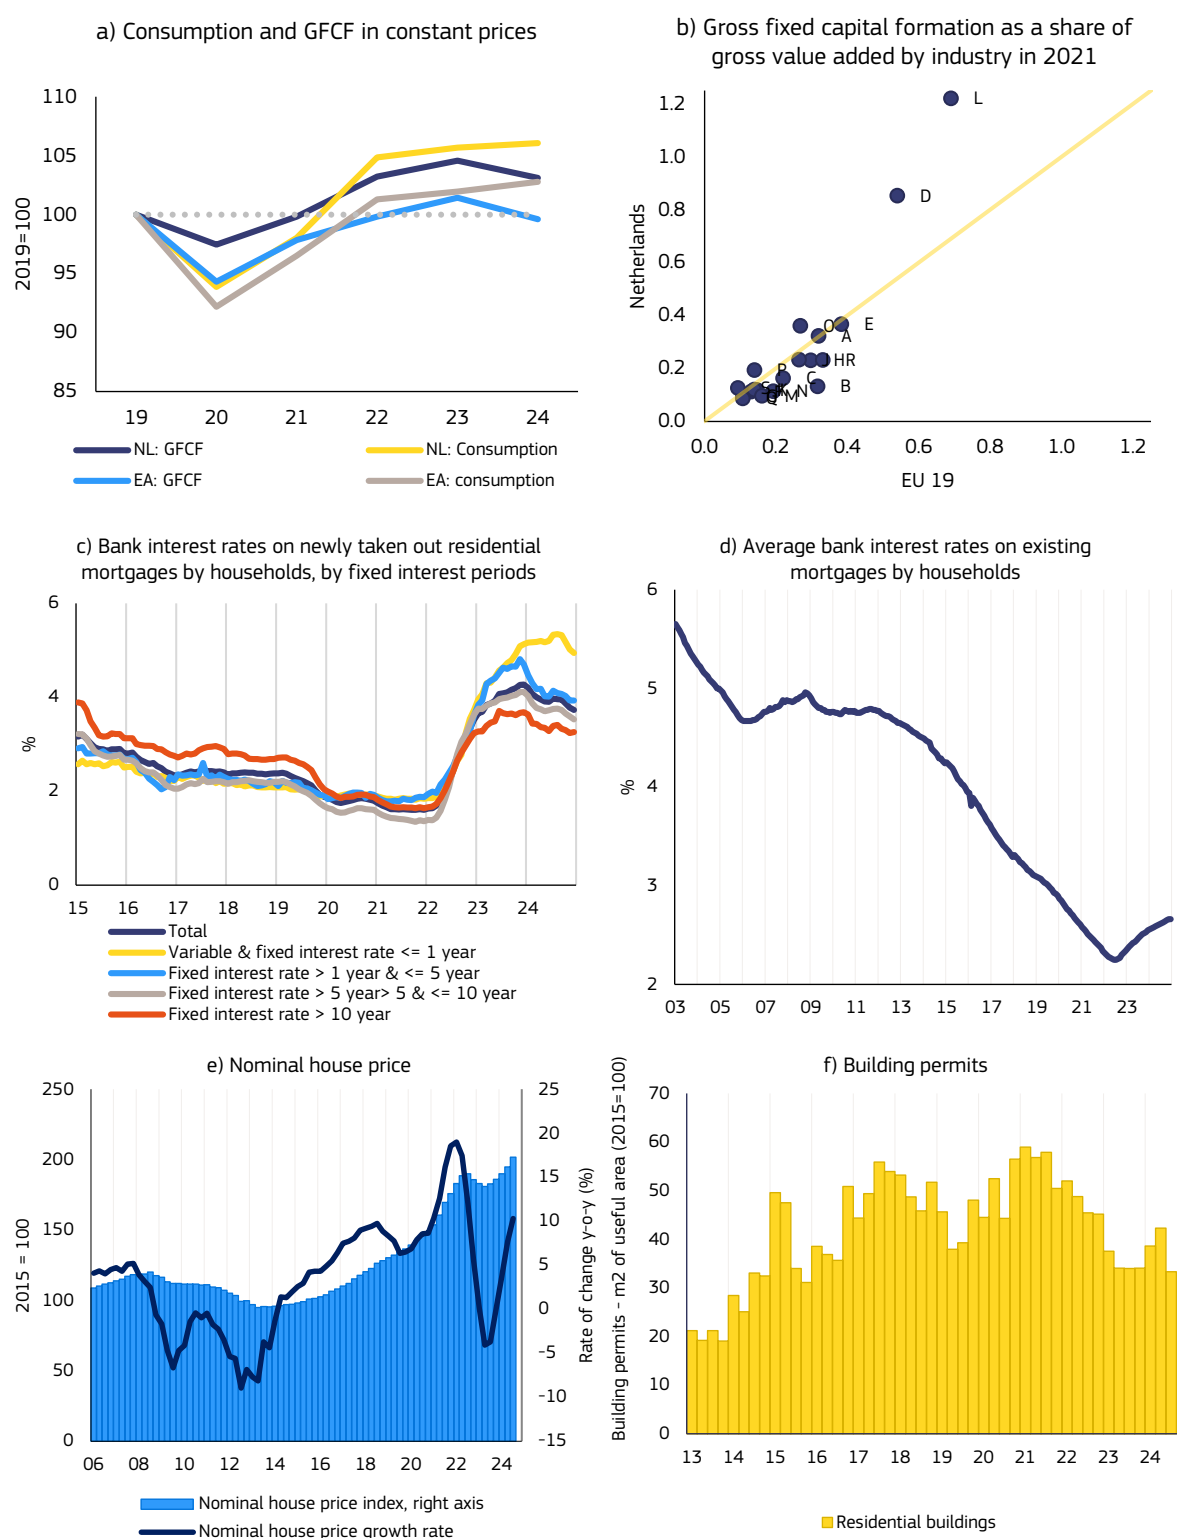 a) Consumption and GFCF in constant prices
110
105
100
95
90
85
2019=100
19 20 21 22 23 24
NL: GFCF
NL: Consumption
EA: GFCF
EA: consumption
b) Gross fixed capital formation as a share of
gross value added by industry in 2021
1.2
1.0
0.8
0.6
0.4
0.2
0.0
Netherlands
L
D
O
E
A
HR
P
C
B
N
M
Q
0.0 0.2 0.4 0.6 0.8 1.0 1.2
EU 19
c) Bank interest rates on newly taken out residential
mortgages by households, by fixed interest periods
6
4
2
0
%
15 16 17 18 19 20 21 22 23 24
Total
Variable & fixed interest rate <= 1 year
Fixed interest rate > 1 year & <= 5 year
Fixed interest rate > 5 year> 5 & <= 10 year
Fixed interest rate > 10 year
d) Average bank interest rates on existing
mortgages by households
6
5
4
3
2
%
03 05 07 09 11 13 15 17 19 21 23
e) Nominal house price
250
200
150
100
50
0
2015 = 100
25
20
15
10
5
0
-5
-10
-15
Rate of change y-o-y (%)
06 08 10 12 14 16 18 20 22 24
Nominal house price index, right axis
Nominal house price growth rate
f) Building permits
70
60
50
40
30
20
10
0
Building permits - m2 of useful area (2015=100)
13 14 15 16 17 18 19 20 21 22 23 24
Residential buildings